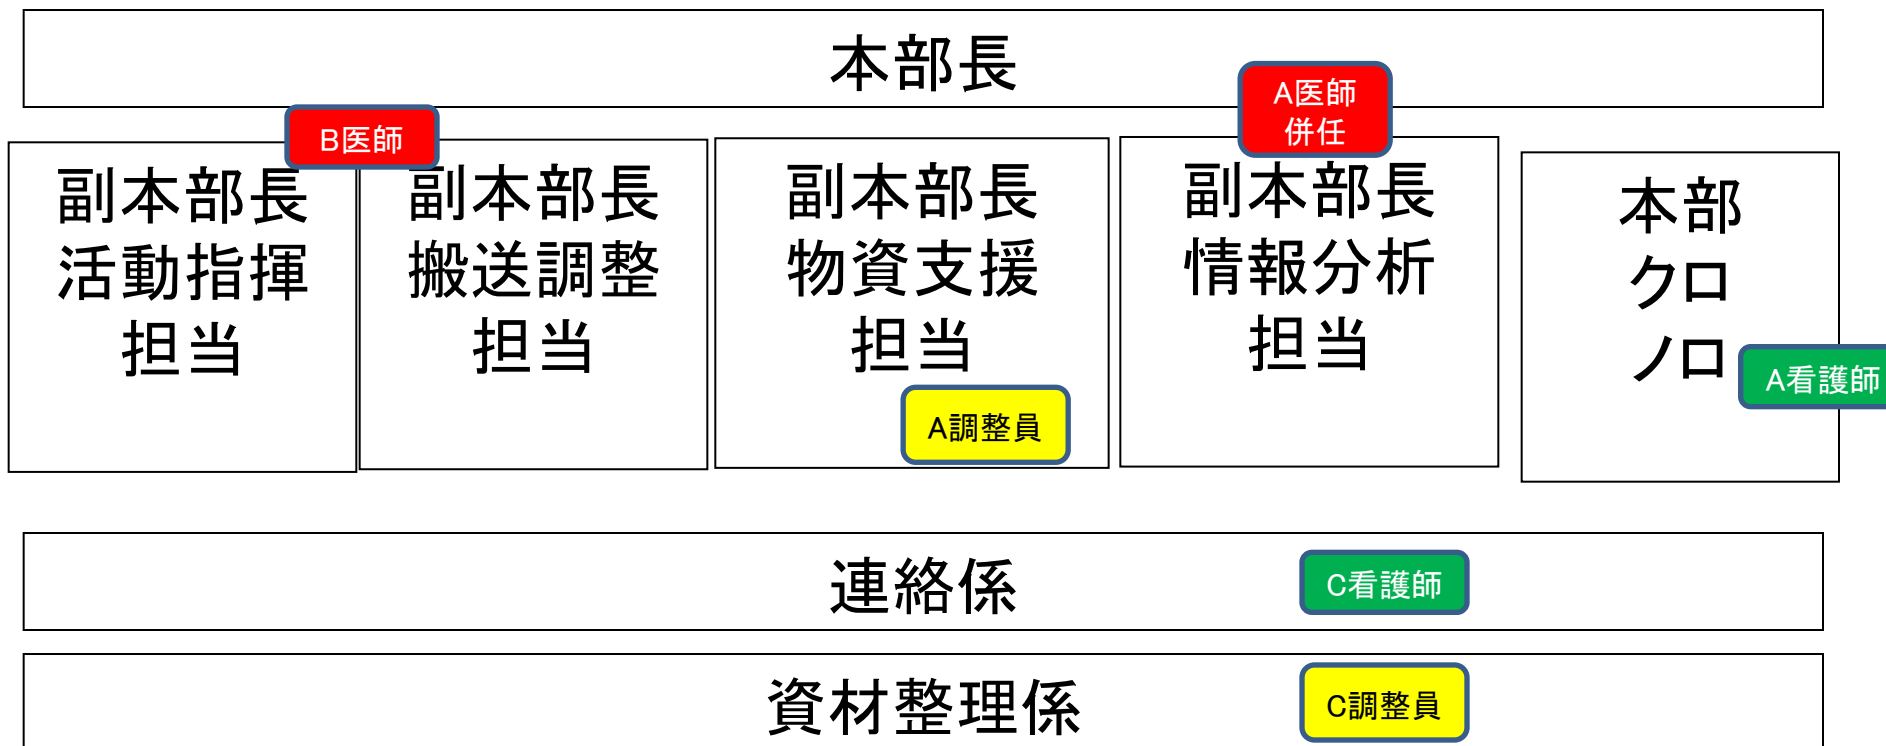 本部長
A医師
併任
B医師
副本部長
活動指揮
担当
副本部長
搬送調整
担当
副本部長
物資支援
担当
A調整員
副本部長
情報分析
担当
本部
クロ
ノロ
A看護師
連絡係
C看護師
資材整理係
C調整員